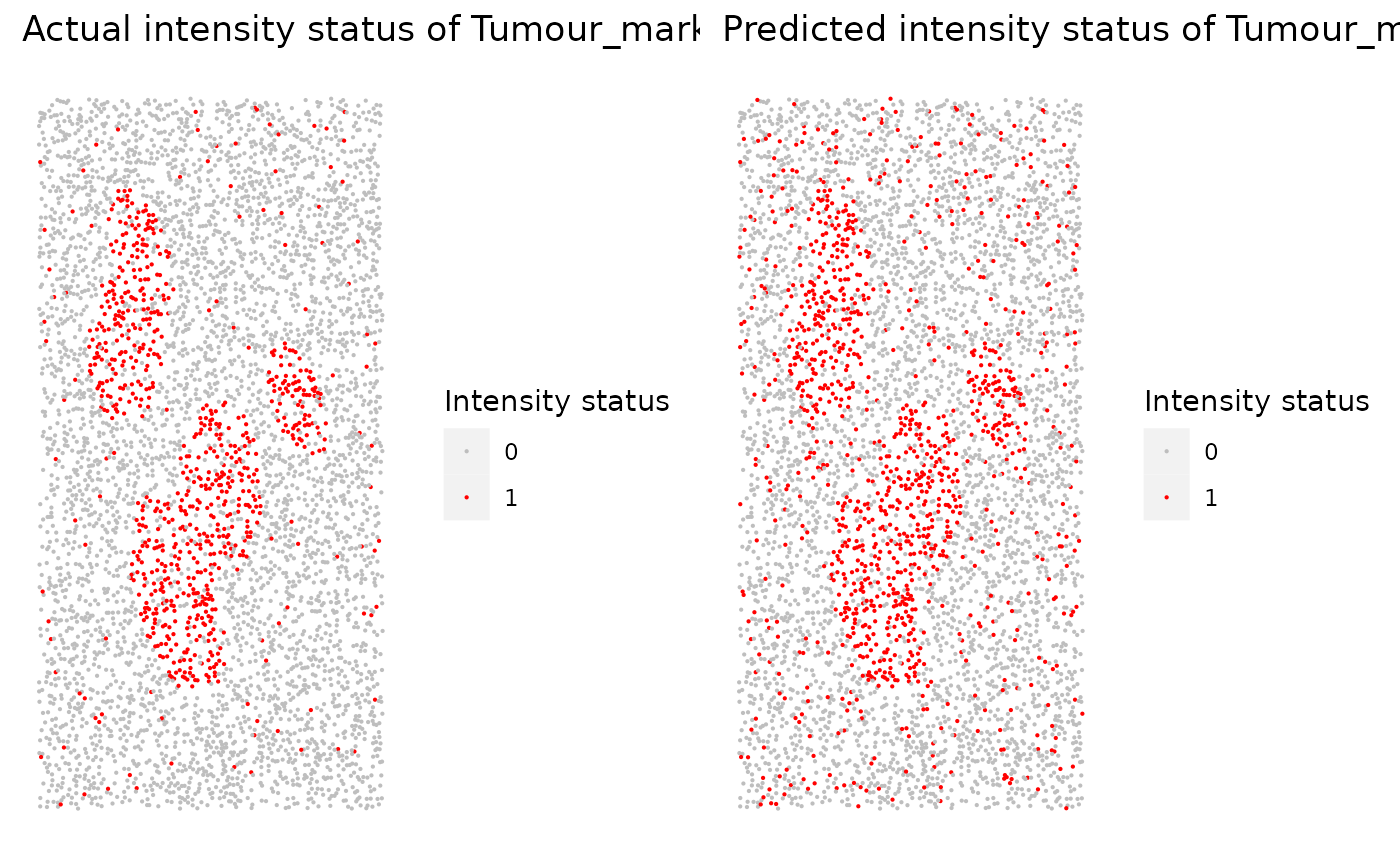 Actual intensity status of Tumour_mark
Predicted intensity status of Tumour_m
Intensity status
0
1
Intensity status
0
1